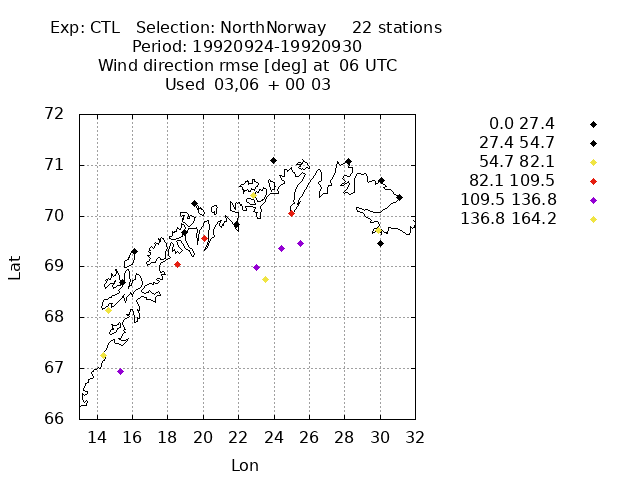 Exp: CTL Selection: NorthNorway 22 stations
Period: 19920924-19920930
Wind direction rmse [deg] at 06 UTC
Used 03,06 + 00 03
72
71
70
69
68
67
66
Lat
14 16 18 20 22 24 26 28 30 32
Lon
0.0 27.4
27.4 54.7
54.7 82.1
82.1 109.5
109.5 136.8
136.8 164.2